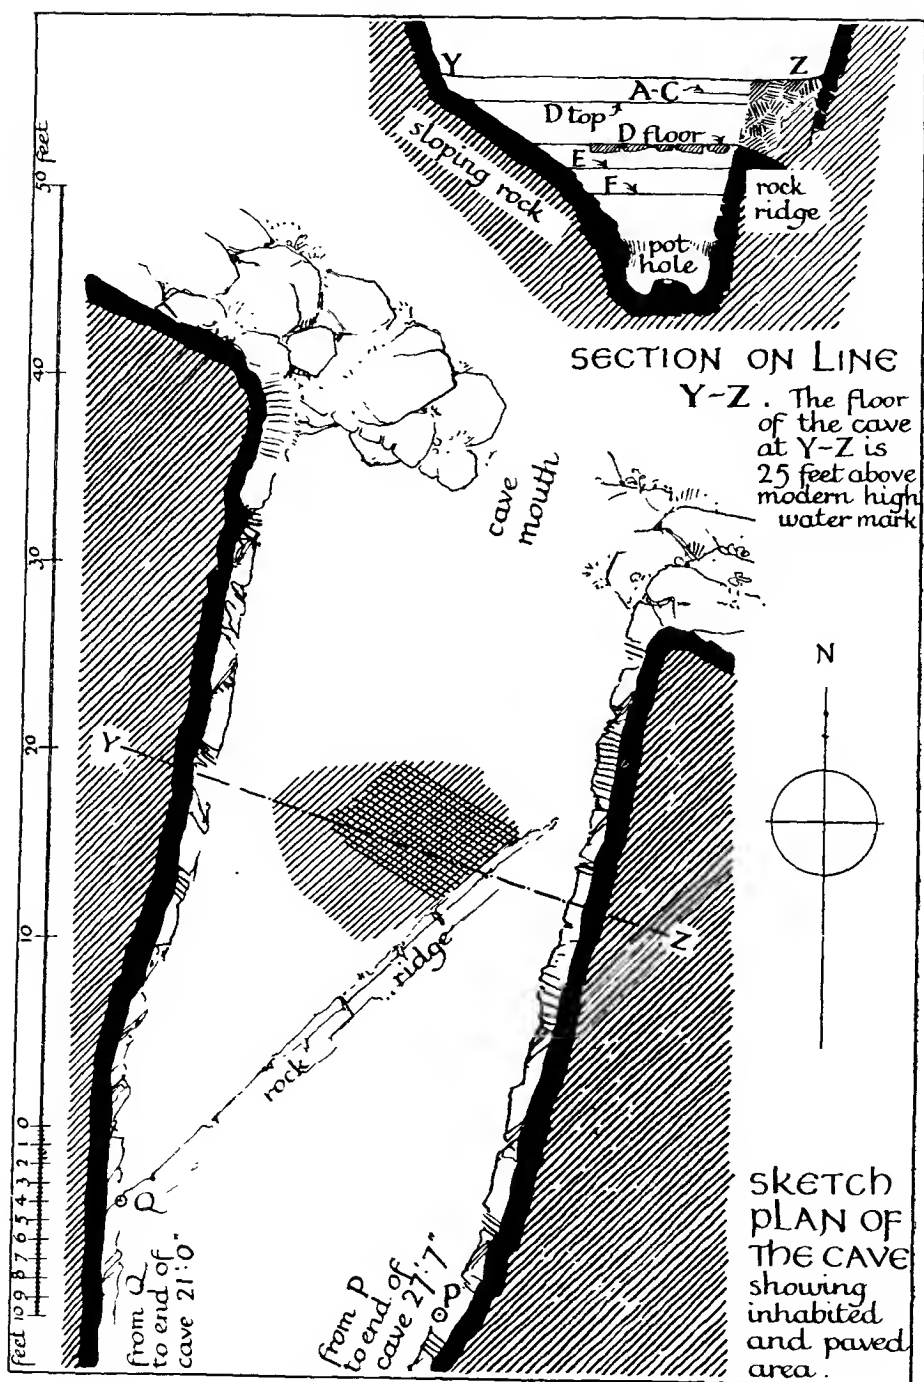 Y Z
A-C
D top
D floor
E
F
sloping rock
rock
ridge
pot
hole
SECTION ON LINE
Y-Z. The floor
of the cave
at Y-Z is
25 feet above
modern high
water mark
50 feet
40
30
20
10
0
1
2
3
4
5
6
7
8
9
10
feet
cave
mouth
N
Y
Z
rock ridge
Q
from Q
to end of
cave 21'·0"
P
from P
to end of
cave 27'·7"
SKETCH
PLAN OF
THE CAVE
showing
inhabited
and paved
area.